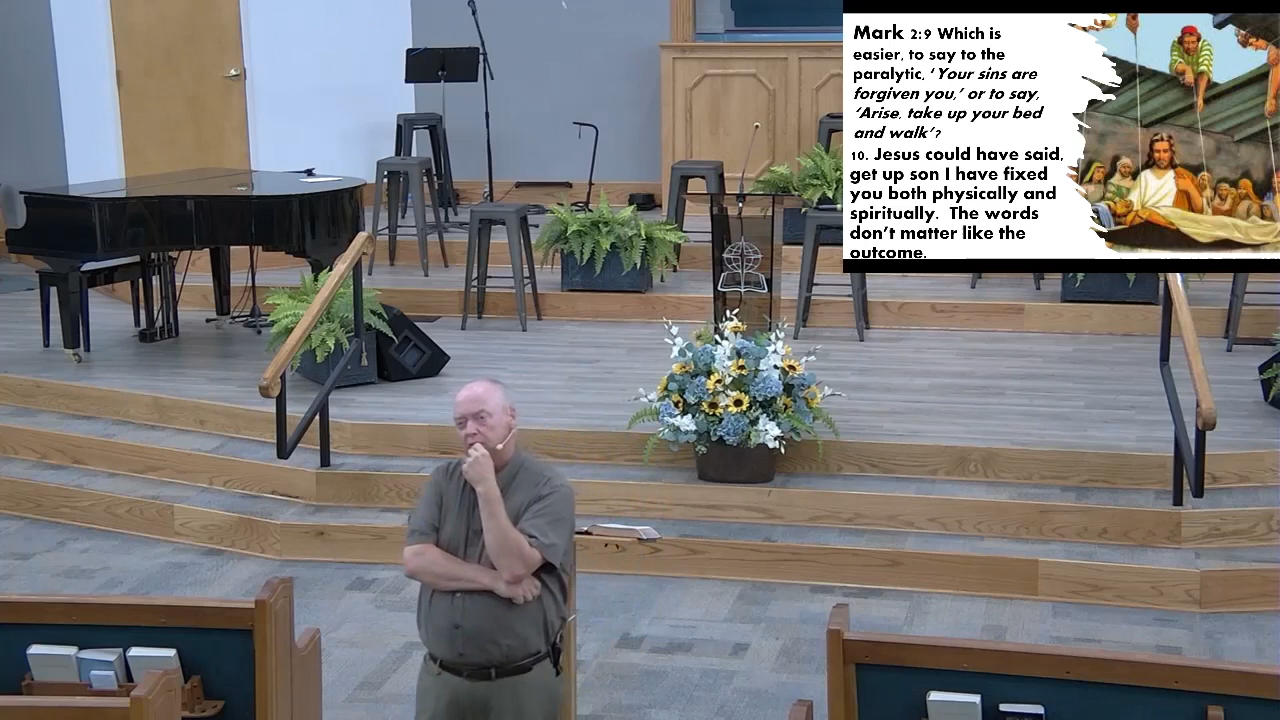 Mark 2:9 Which is
easier, to say to the
paralytic, ‘Your sins are
forgiven you,’ or to say,
‘Arise, take up your bed
and walk’?
10. Jesus could have said,
get up son I have fixed
you both physically and
spiritually. The words
don’t matter like the
outcome.